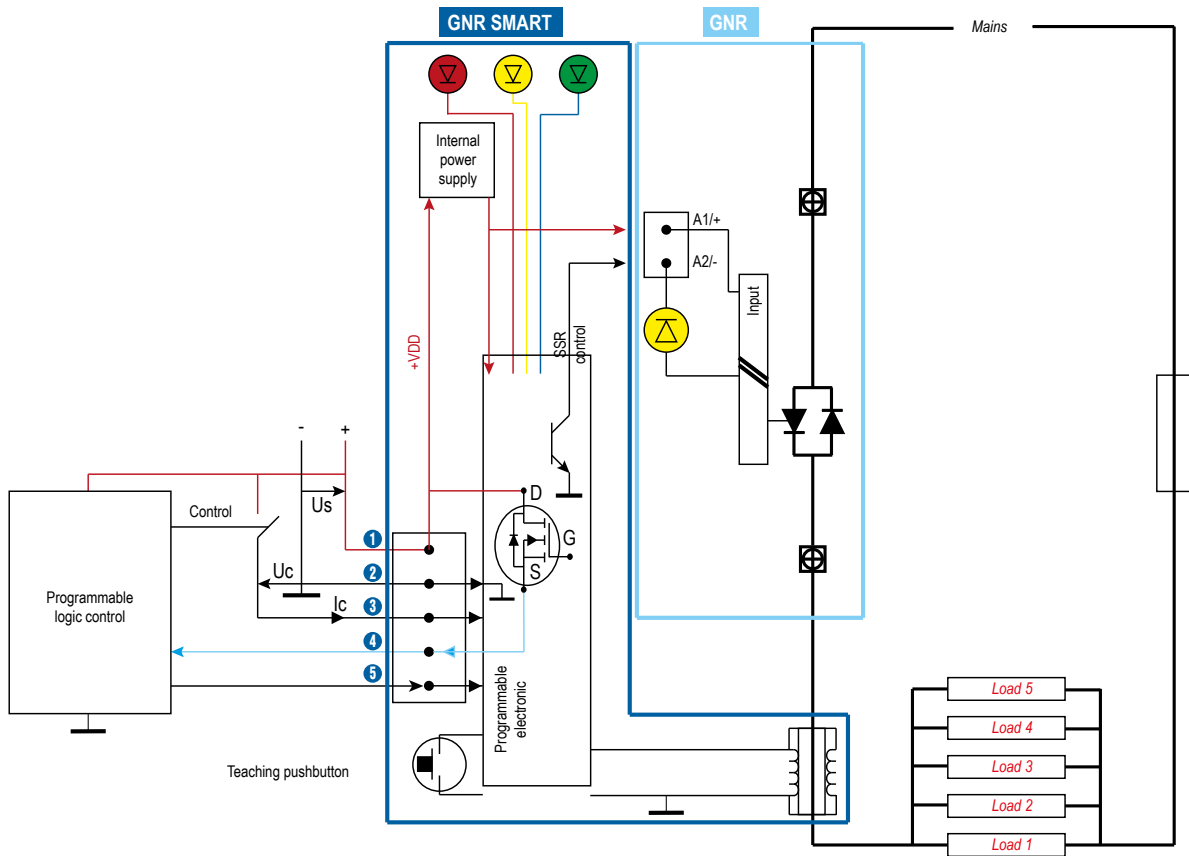 GNR SMART
GNR
Mains
Internal
power
supply
A1/+
A2/-
Input
SSR
control
+VDD
-
+
Us
Control
D
G
S
1
Uc
2
Ic
3
4
5
Programmable
logic control
Programmable
electronic
Teaching pushbutton
Load 5
Load 4
Load 3
Load 2
Load 1